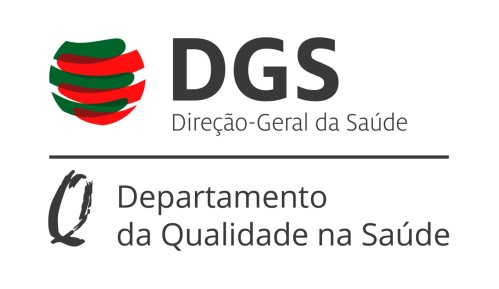 DGS
Direção-Geral da Saúde
Q
Departamento
da Qualidade na Saúde